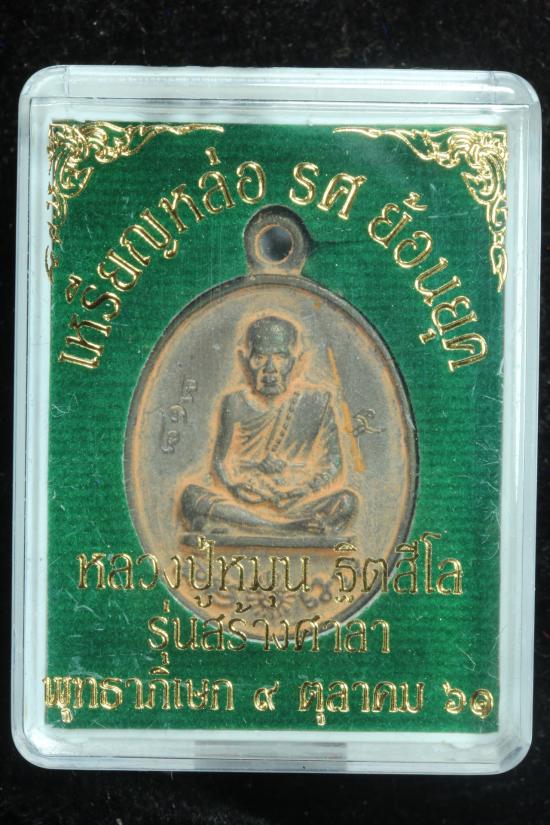 เหรียญหล่อ รศ ย้อนยุค
หลวงปู่หมุน ฐิตสีโล
รุ่นสร้างศาลา
พุทธาภิเษก ๙ ตุลาคม ๖๑